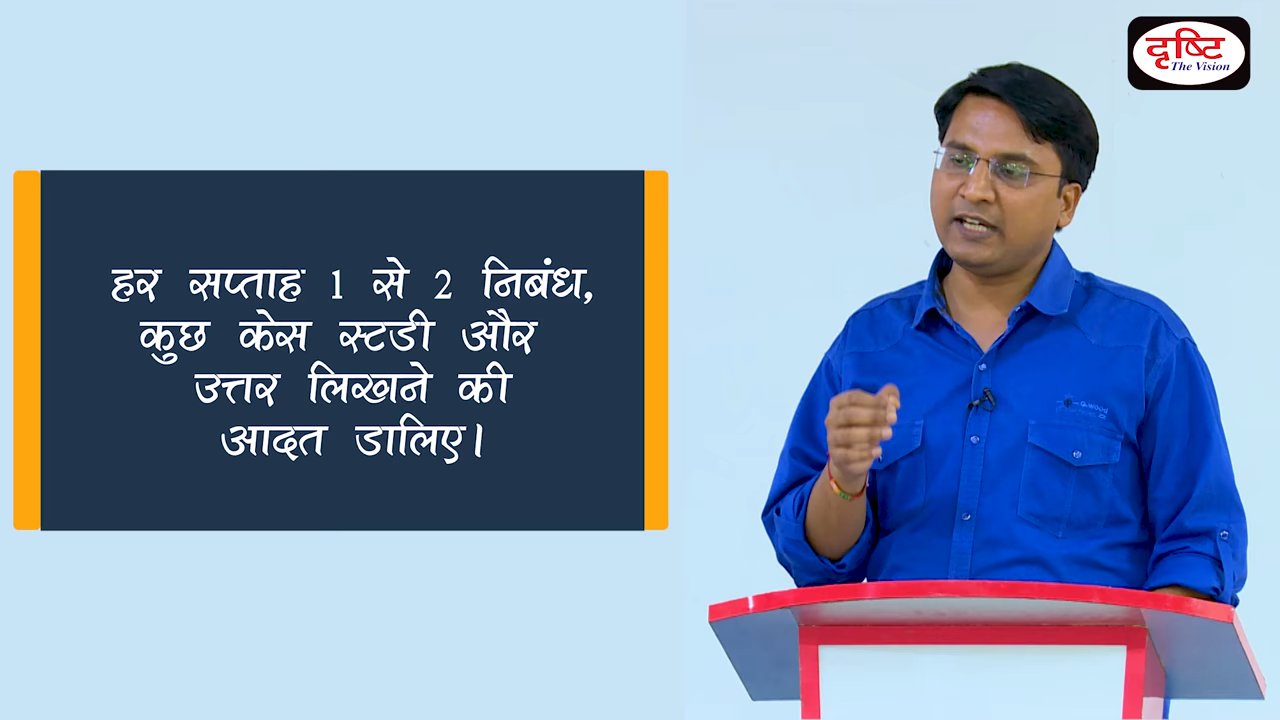 दृष्टि
The Vision
हर सप्ताह 1 से 2 निबंध,
कुछ केस स्टडी और
उत्तर लिखने की
आदत डालिए।